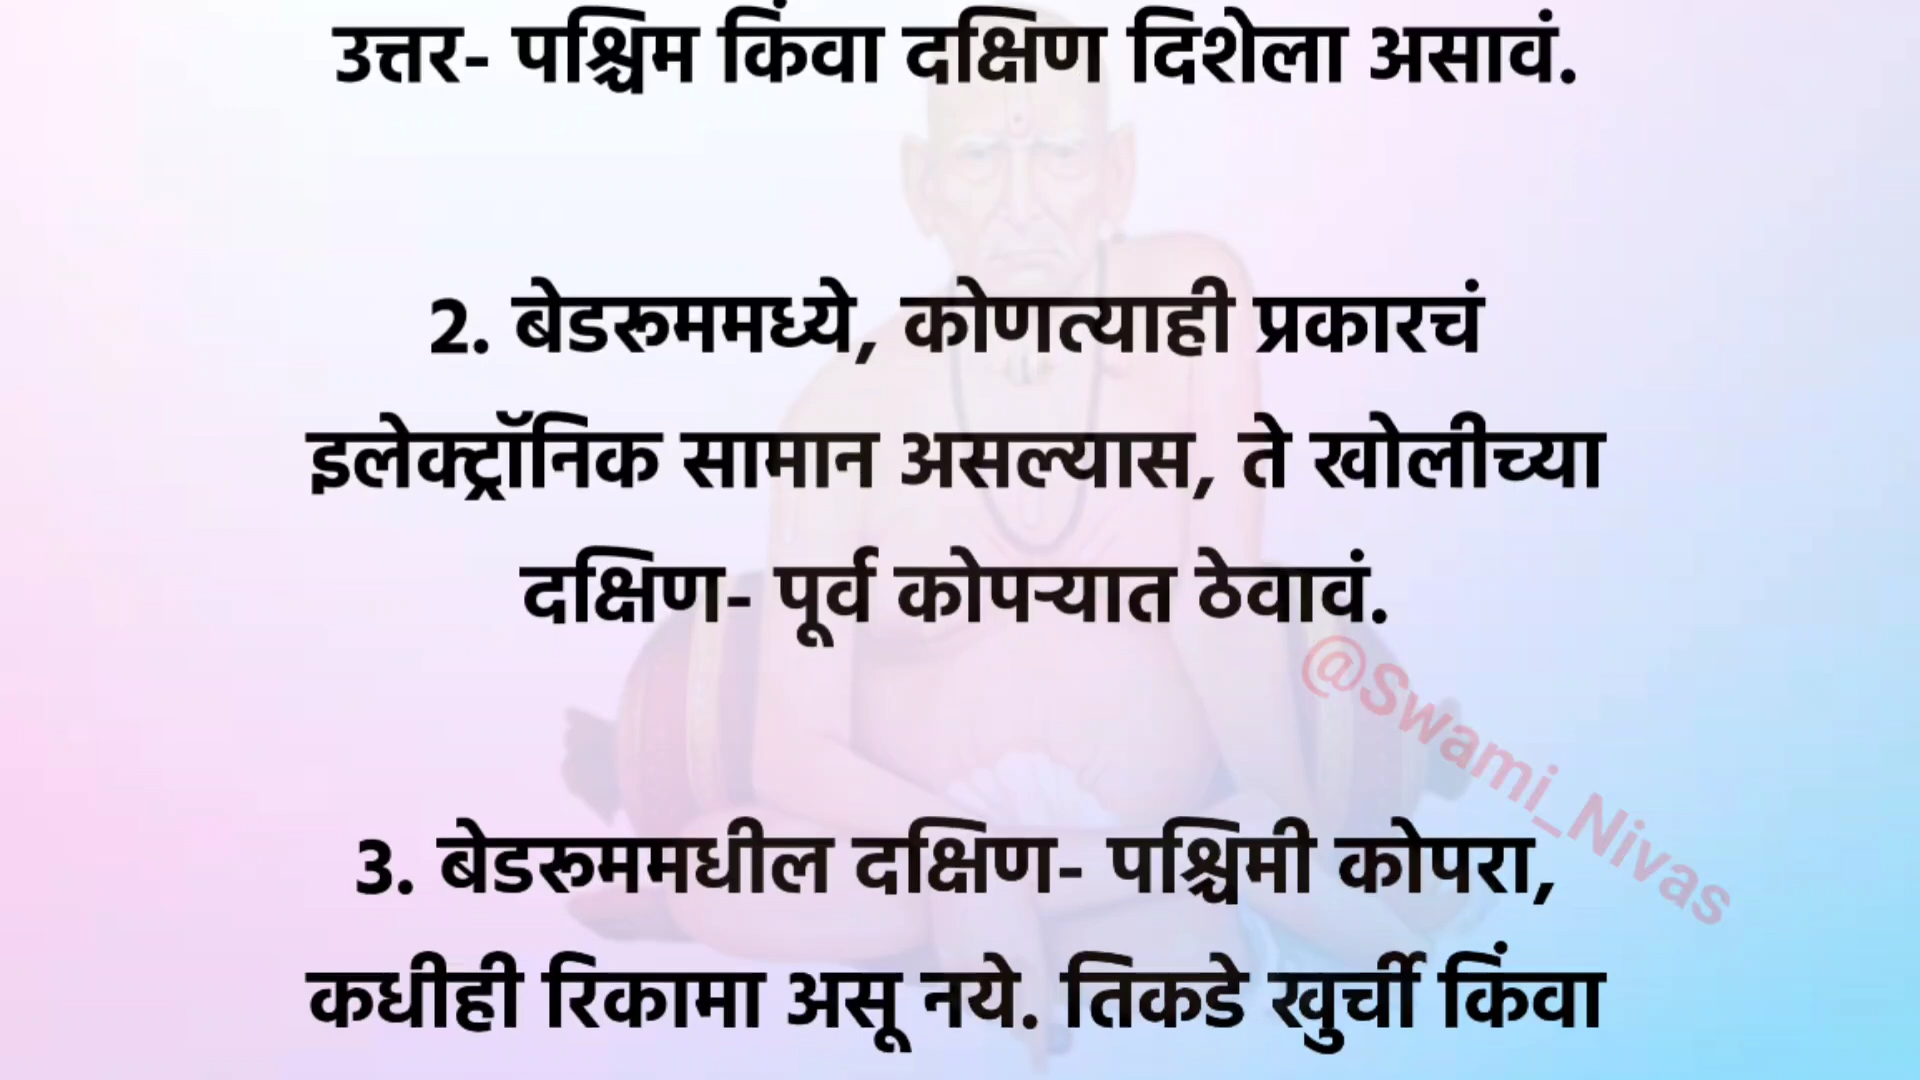 उत्तर- पश्चिम किंवा दक्षिण दिशेला असावं.
2. बेडरूममध्ये, कोणत्याही प्रकारचं
इलेक्ट्रॉनिक सामान असल्यास, ते खोलीच्या
दक्षिण- पूर्व कोपऱ्यात ठेवावं.
@Swami_Nivas
3. बेडरूममधील दक्षिण- पश्चिमी कोपरा,
कधीही रिकामा असू नये. तिकडे खुर्ची किंवा